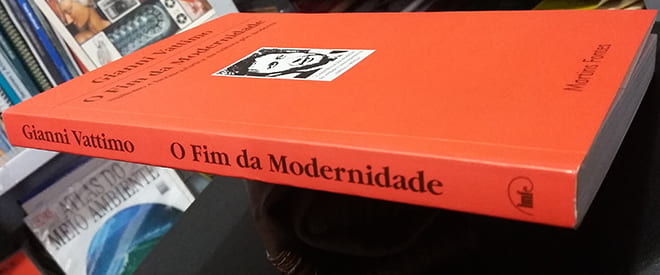 Gianni Vattimo
O Fim da Modernidade
Martins Fontes
Gianni Vattimo
O Fim da Modernidade
ATLAS DO
MEIO AMBIENTE